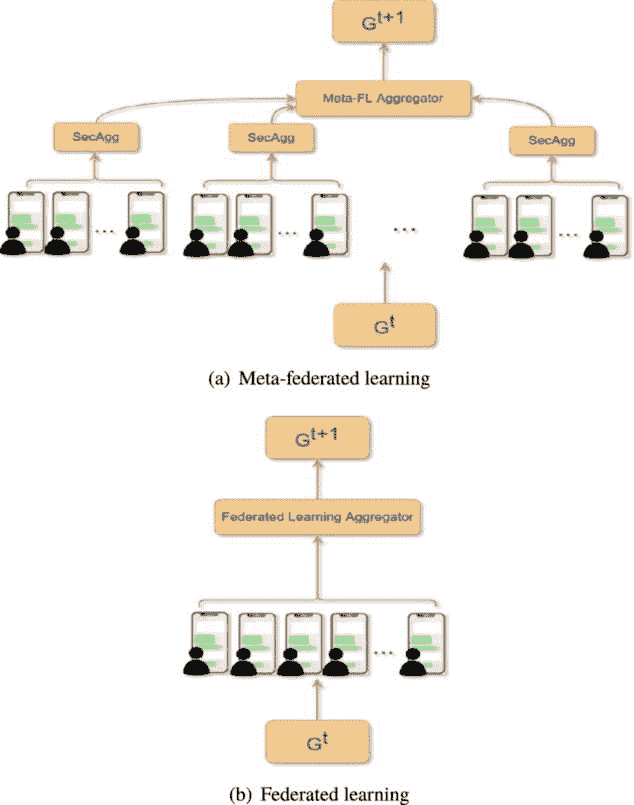 G^t+1
Meta-FL Aggregator
SecAgg SecAgg SecAgg
... ... ... ...
G^t
(a) Meta-federated learning
G^t+1
Federated Learning Aggregator
...
G^t
(b) Federated learning